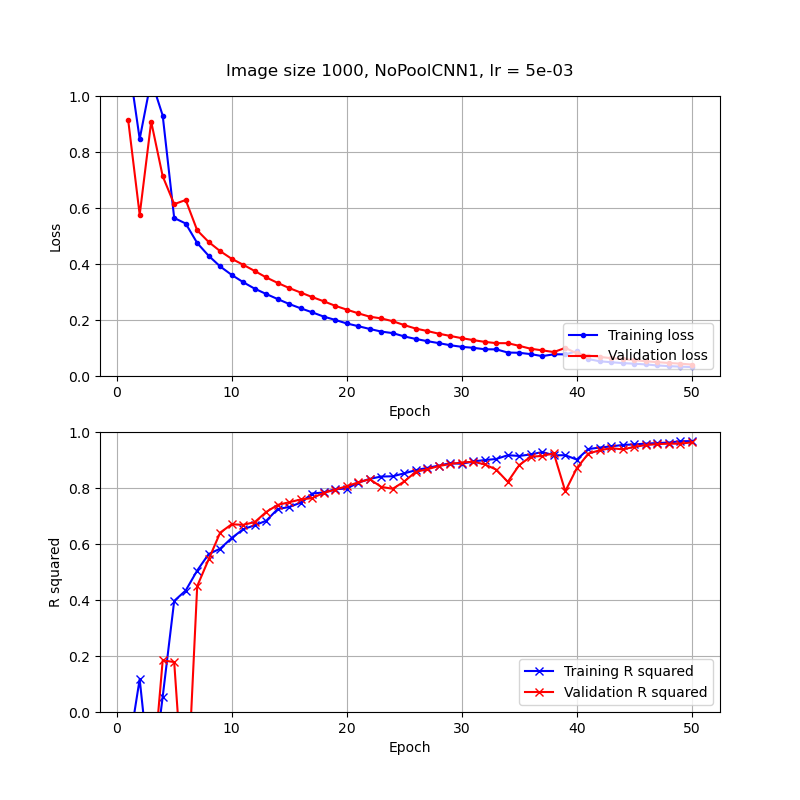 Image size 1000, NoPoolCNN1, lr = 5e-03
1.0
0.8
0.6
0.4
0.2
0.0
Loss
0 10 20 30 40 50
Epoch
Training loss
Validation loss
1.0
0.8
0.6
0.4
0.2
0.0
R squared
0 10 20 30 40 50
Epoch
Training R squared
Validation R squared